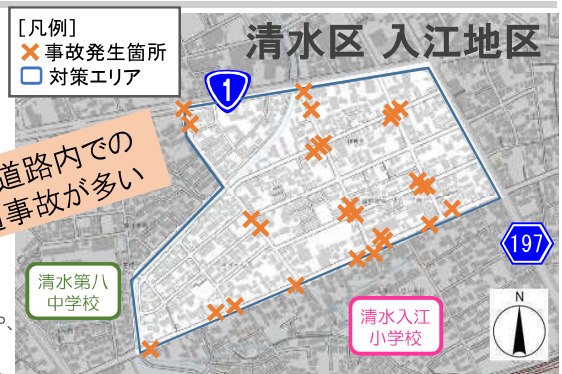 [凡例]
事故発生箇所
対策エリア
清水区 入江地区
1
道路内での
事故が多い
197
清水第八
中学校
清水入江
小学校
N